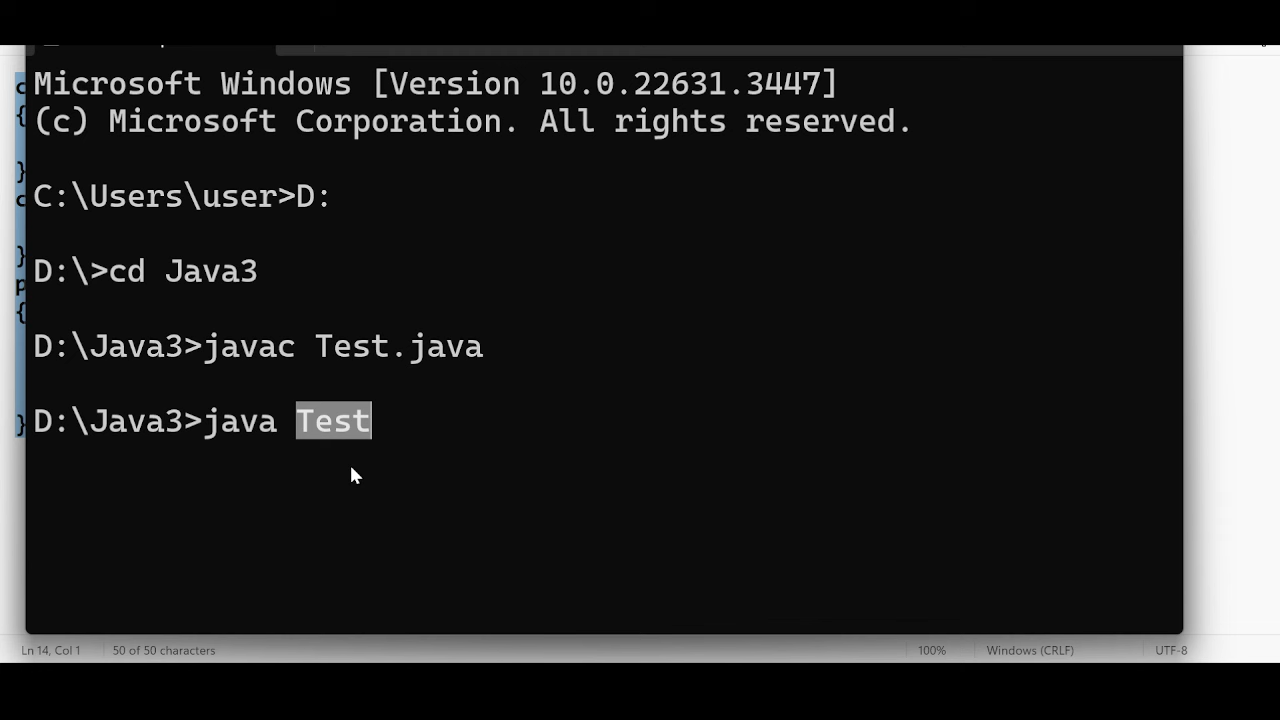 Microsoft Windows [Version 10.0.22631.3447]
(c) Microsoft Corporation. All rights reserved.
C:\Users\user>D:
D:\>cd Java3
D:\Java3>javac Test.java
D:\Java3>java Test
c
{
}
c
}
p
{
}
Ln 14, Col 1 50 of 50 characters 100% Windows (CRLF) UTF-8